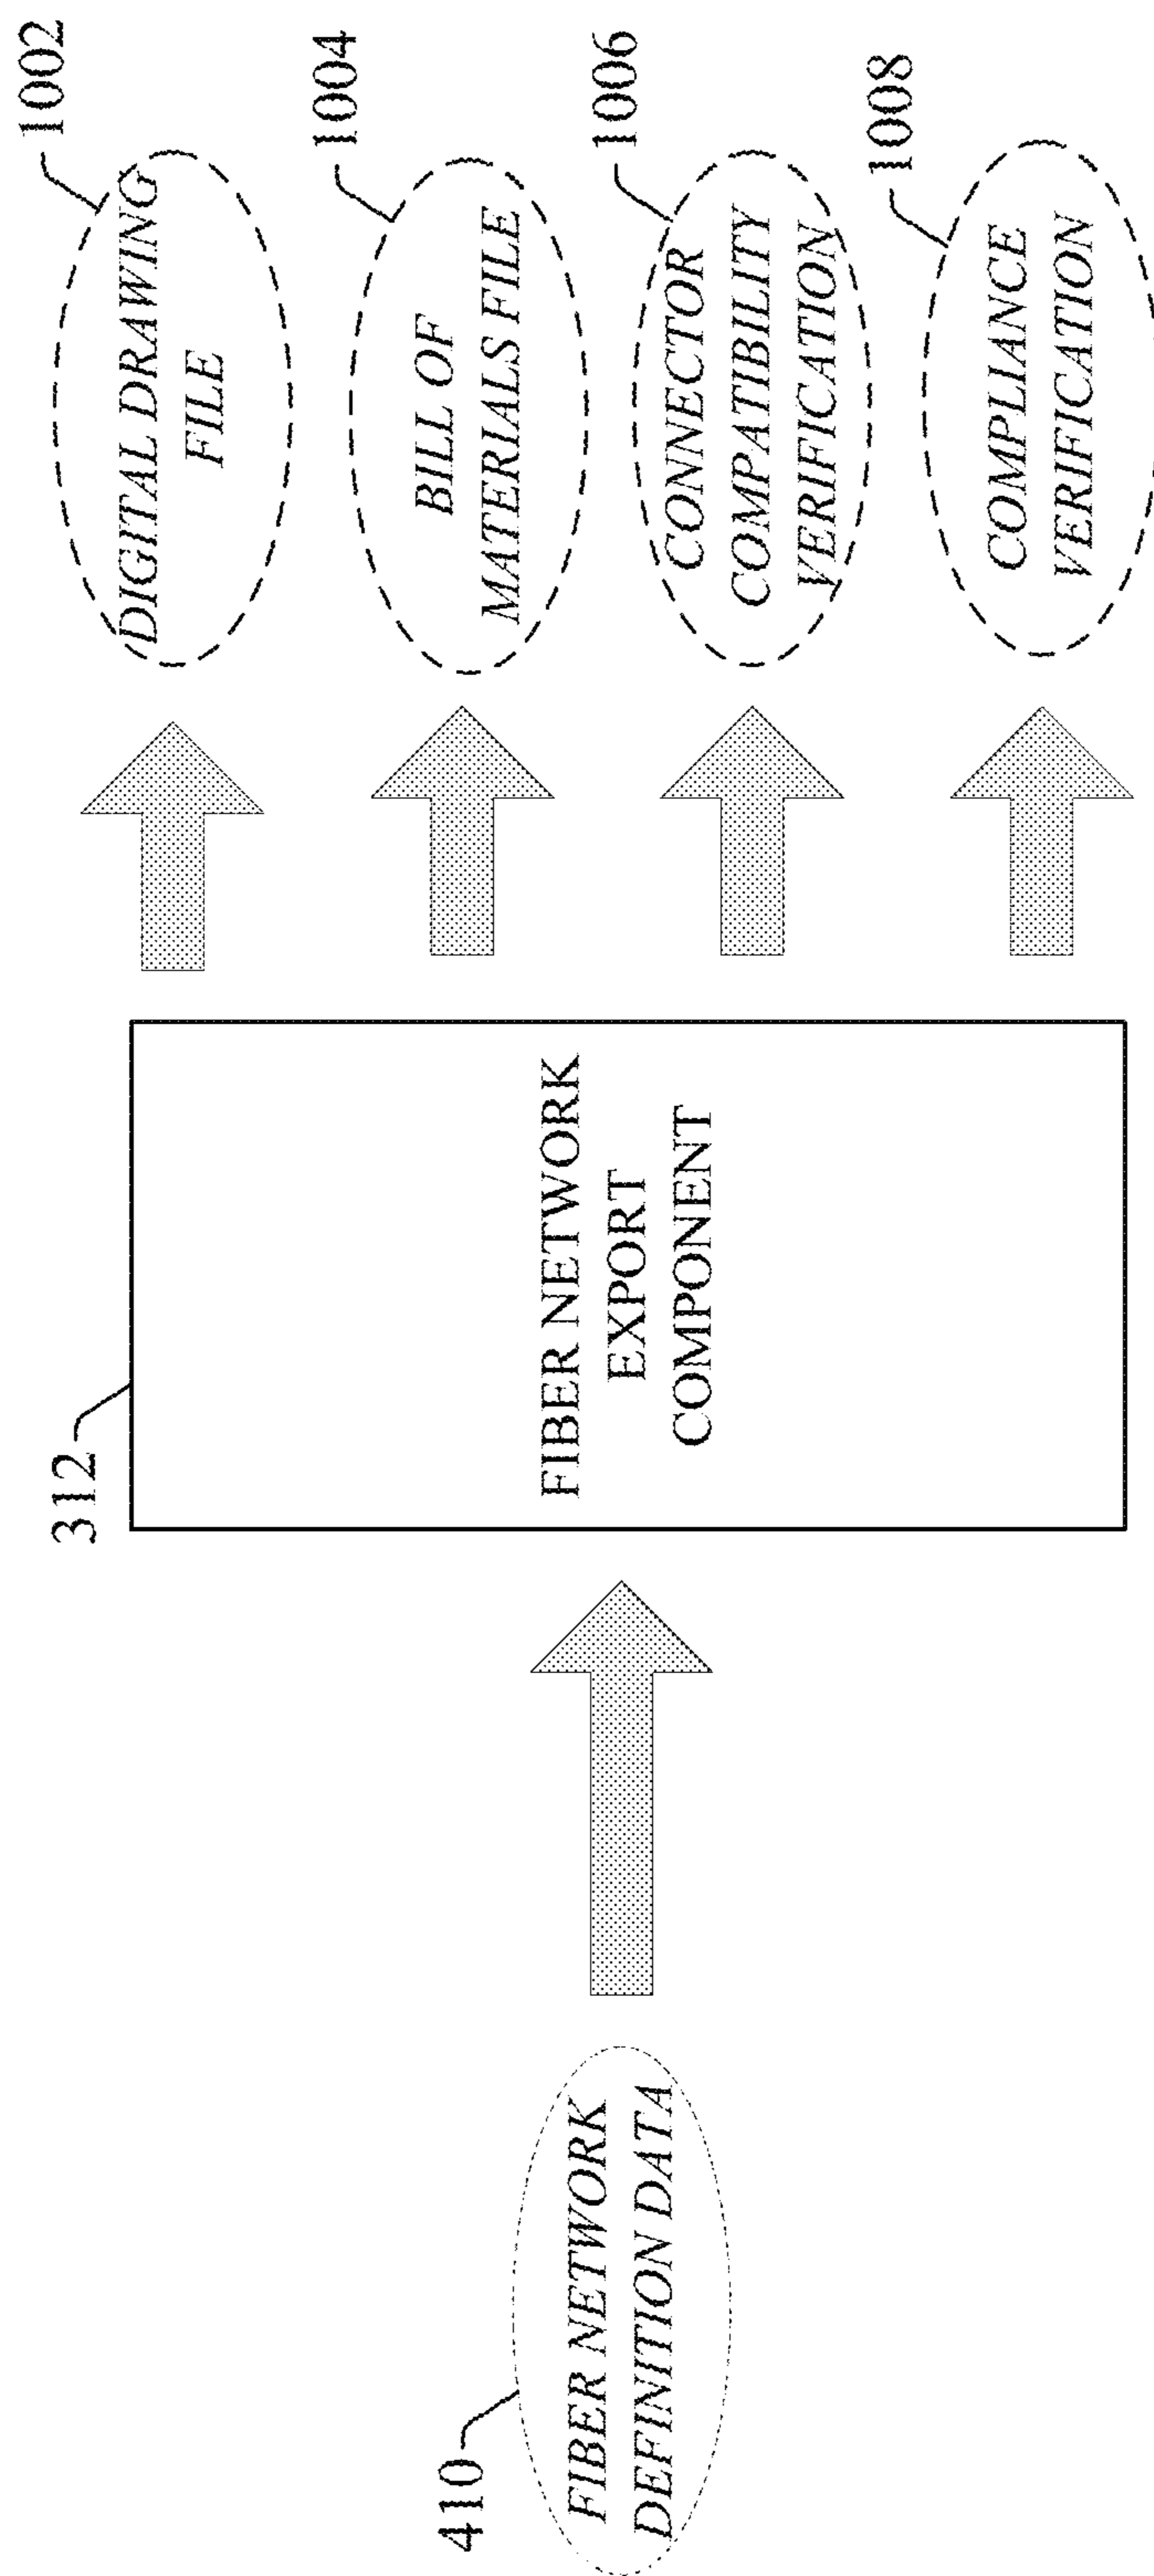 410
FIBER NETWORK
DEFINITION DATA
312
FIBER NETWORK
EXPORT
COMPONENT
1002
DIGITAL DRAWING
FILE
1004
BILL OF
MATERIALS FILE
1006
CONNECTOR
COMPATIBILITY
VERIFICATION
1008
COMPLIANCE
VERIFICATION